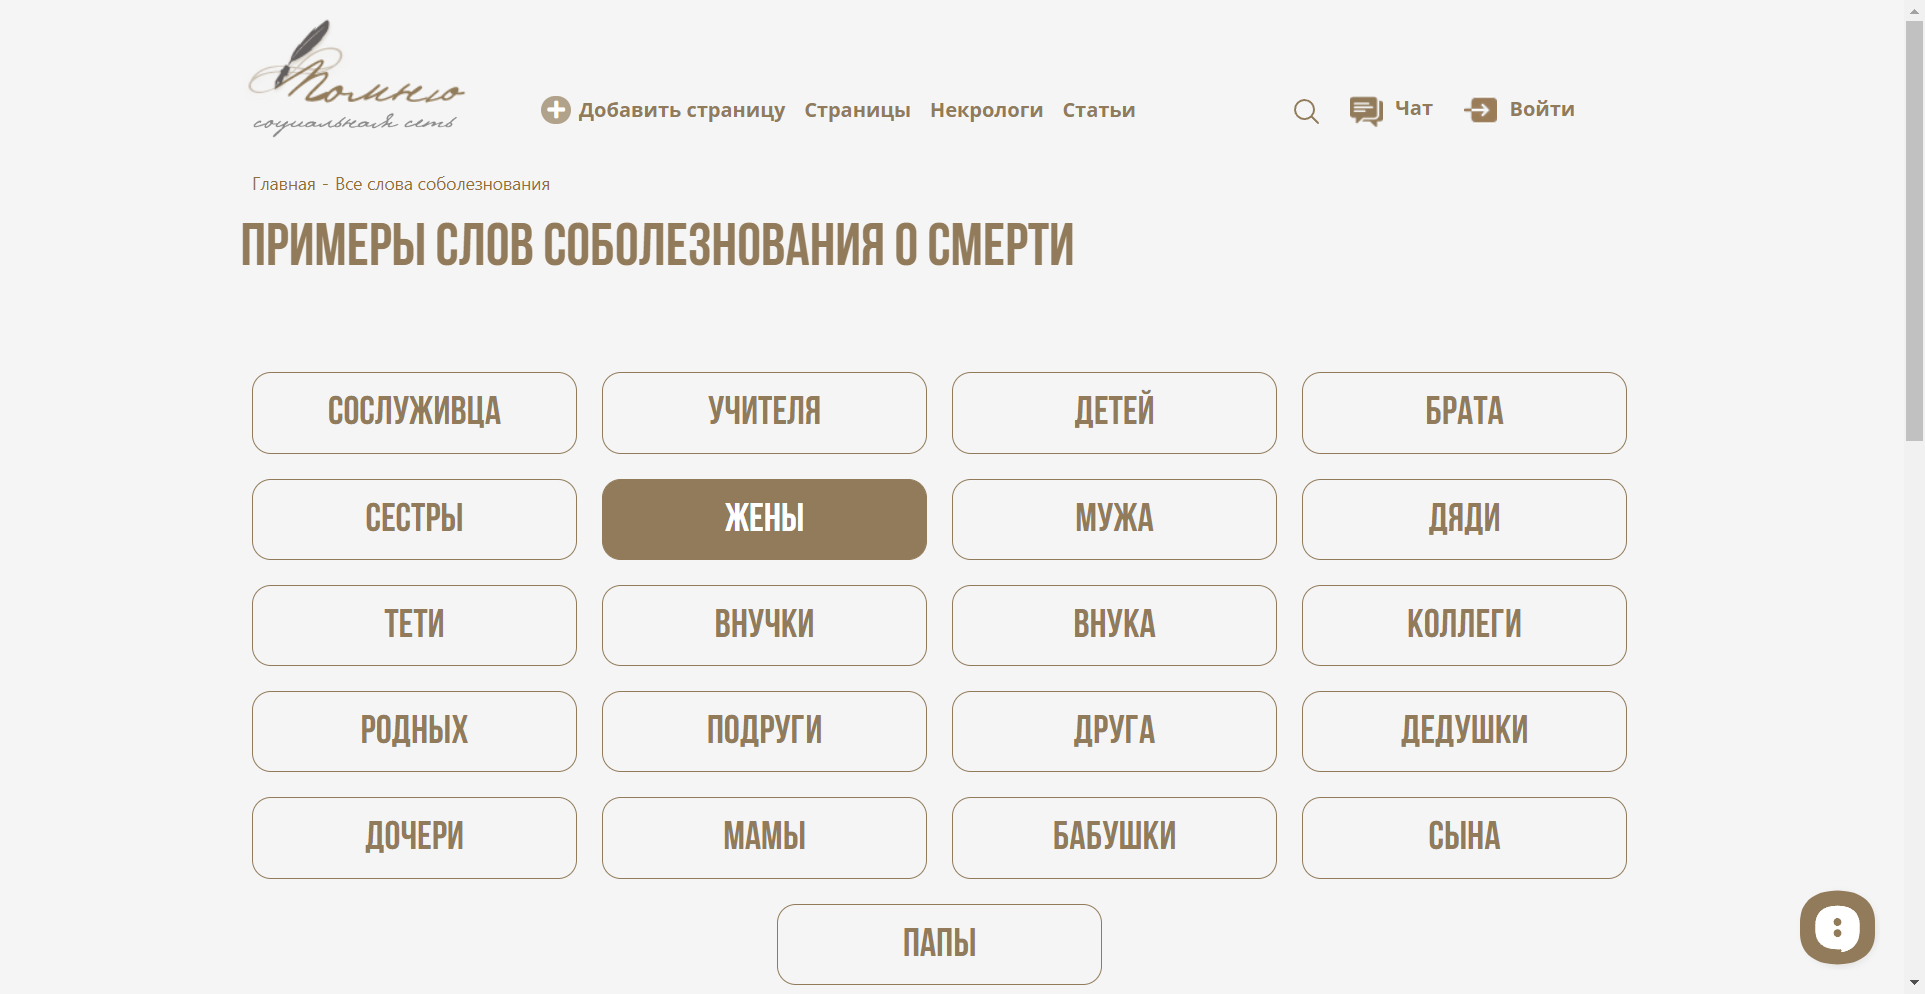 Помню
социальная сеть
Добавить страницу Страницы Некрологи Статьи Чат Войти
Главная - Все слова соболезнования
ПРИМЕРЫ СЛОВ СОБОЛЕЗНОВАНИЯ О СМЕРТИ
СОСЛУЖИВЦА УЧИТЕЛЯ ДЕТЕЙ БРАТА
СЕСТРЫ ЖЕНЫ МУЖА ДЯДИ
ТЕТИ ВНУЧКИ ВНУКА КОЛЛЕГИ
РОДНЫХ ПОДРУГИ ДРУГА ДЕДУШКИ
ДОЧЕРИ МАМЫ БАБУШКИ СЫНА
ПАПЫ